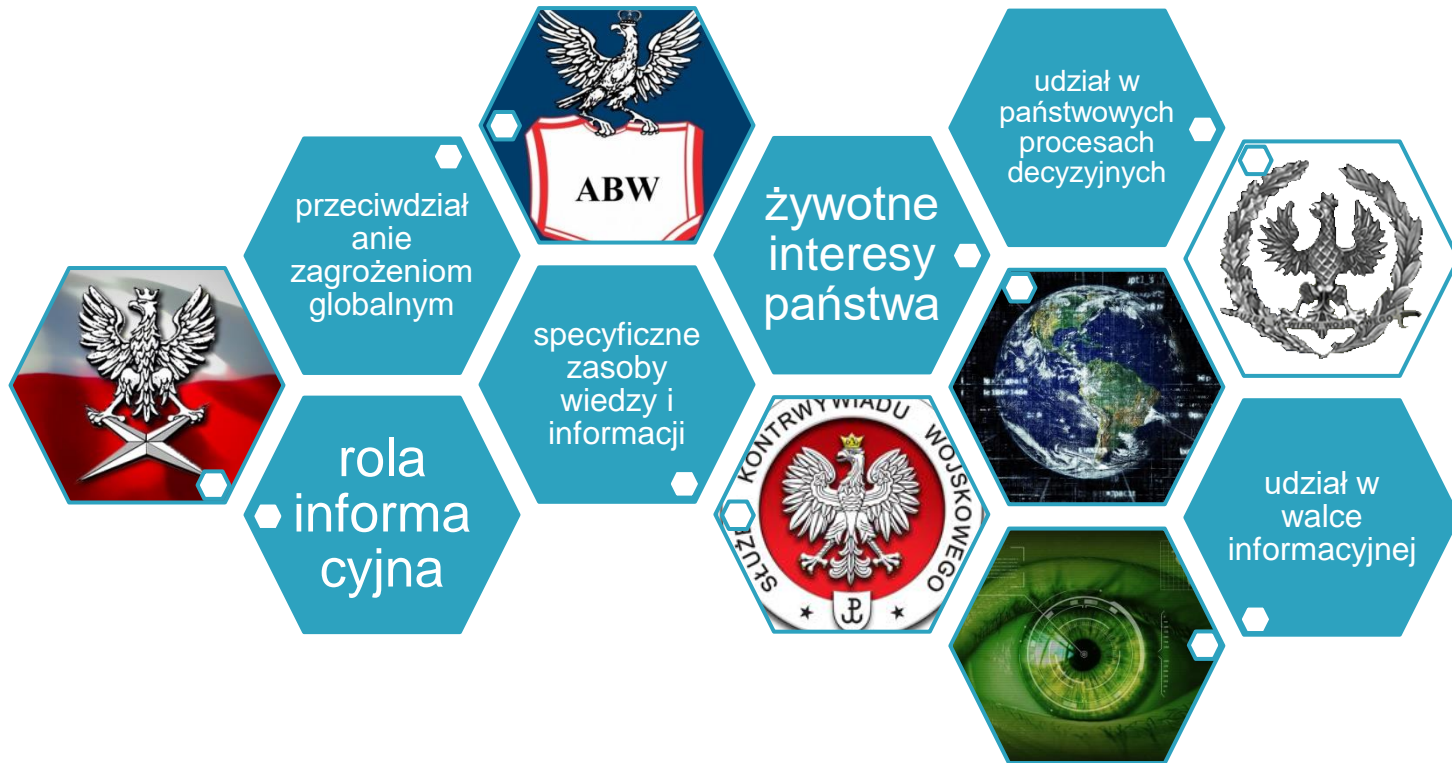 ABW
udział w
państwowych
procesach
decyzyjnych
przeciwdział
anie
zagrożeniom
globalnym
żywotne
interesy
państwa
specyficzne
zasoby
wiedzy i
informacji
rola
informa
cyjna
SŁUŻB KONTRWYWIADU WOJSKOWEGO
udział w
walce
informacyjnej